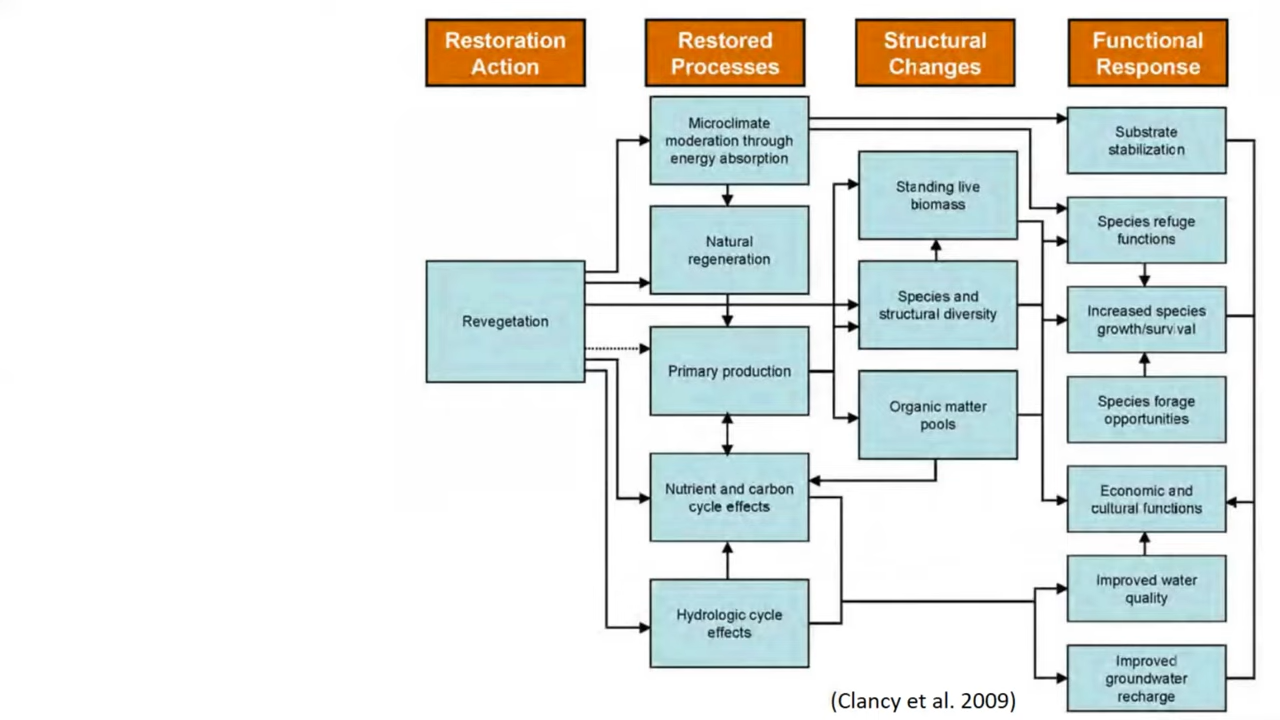 Restoration
Action
Restored
Processes
Structural
Changes
Functional
Response
Revegetation
Microclimate
moderation through
energy absorption
Natural
regeneration
Primary production
Nutrient and carbon
cycle effects
Hydrologic cycle
effects
Standing live
biomass
Species and
structural diversity
Organic matter
pools
Substrate
stabilization
Species refuge
functions
Increased species
growth/survival
Species forage
opportunities
Economic and
cultural functions
Improved water
quality
Improved
groundwater
recharge
(Clancy et al. 2009)